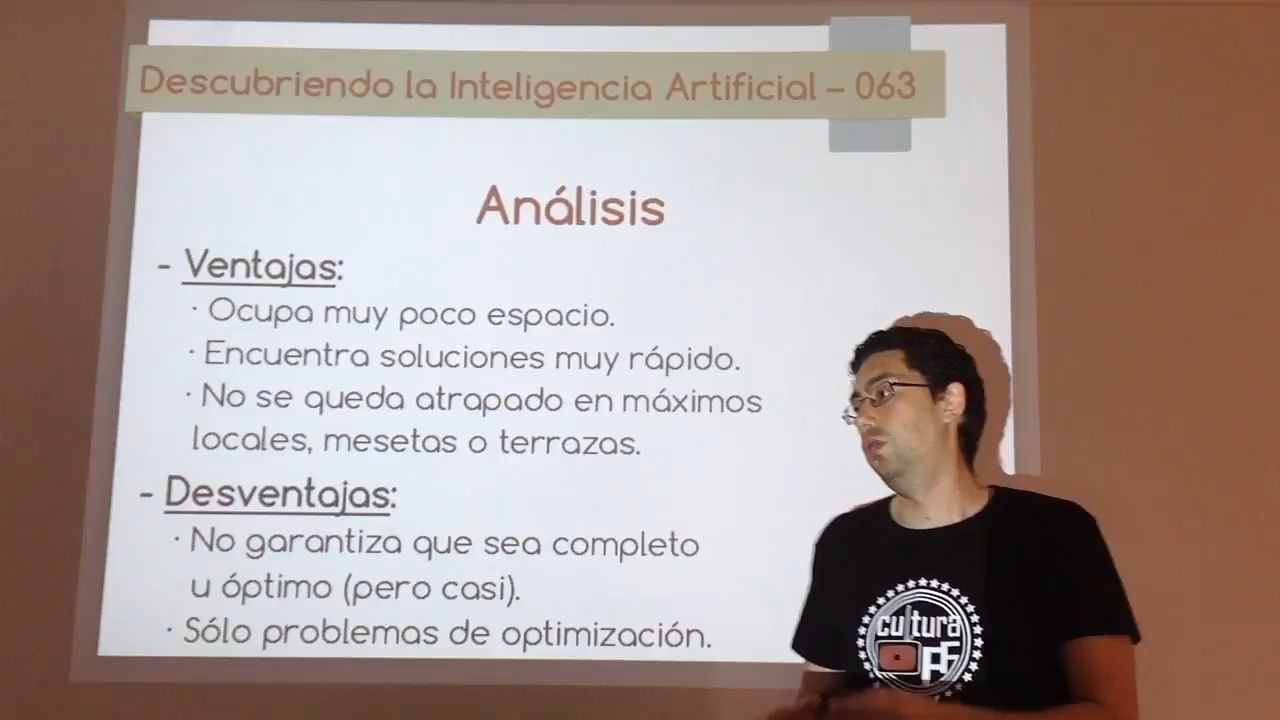 Descubriendo la Inteligencia Artificial – 063
Análisis
- Ventajas:
· Ocupa muy poco espacio.
· Encuentra soluciones muy rápido.
· No se queda atrapado en máximos
locales, mesetas o terrazas.
- Desventajas:
· No garantiza que sea completo
u óptimo (pero casi).
· Sólo problemas de optimización.
cultura